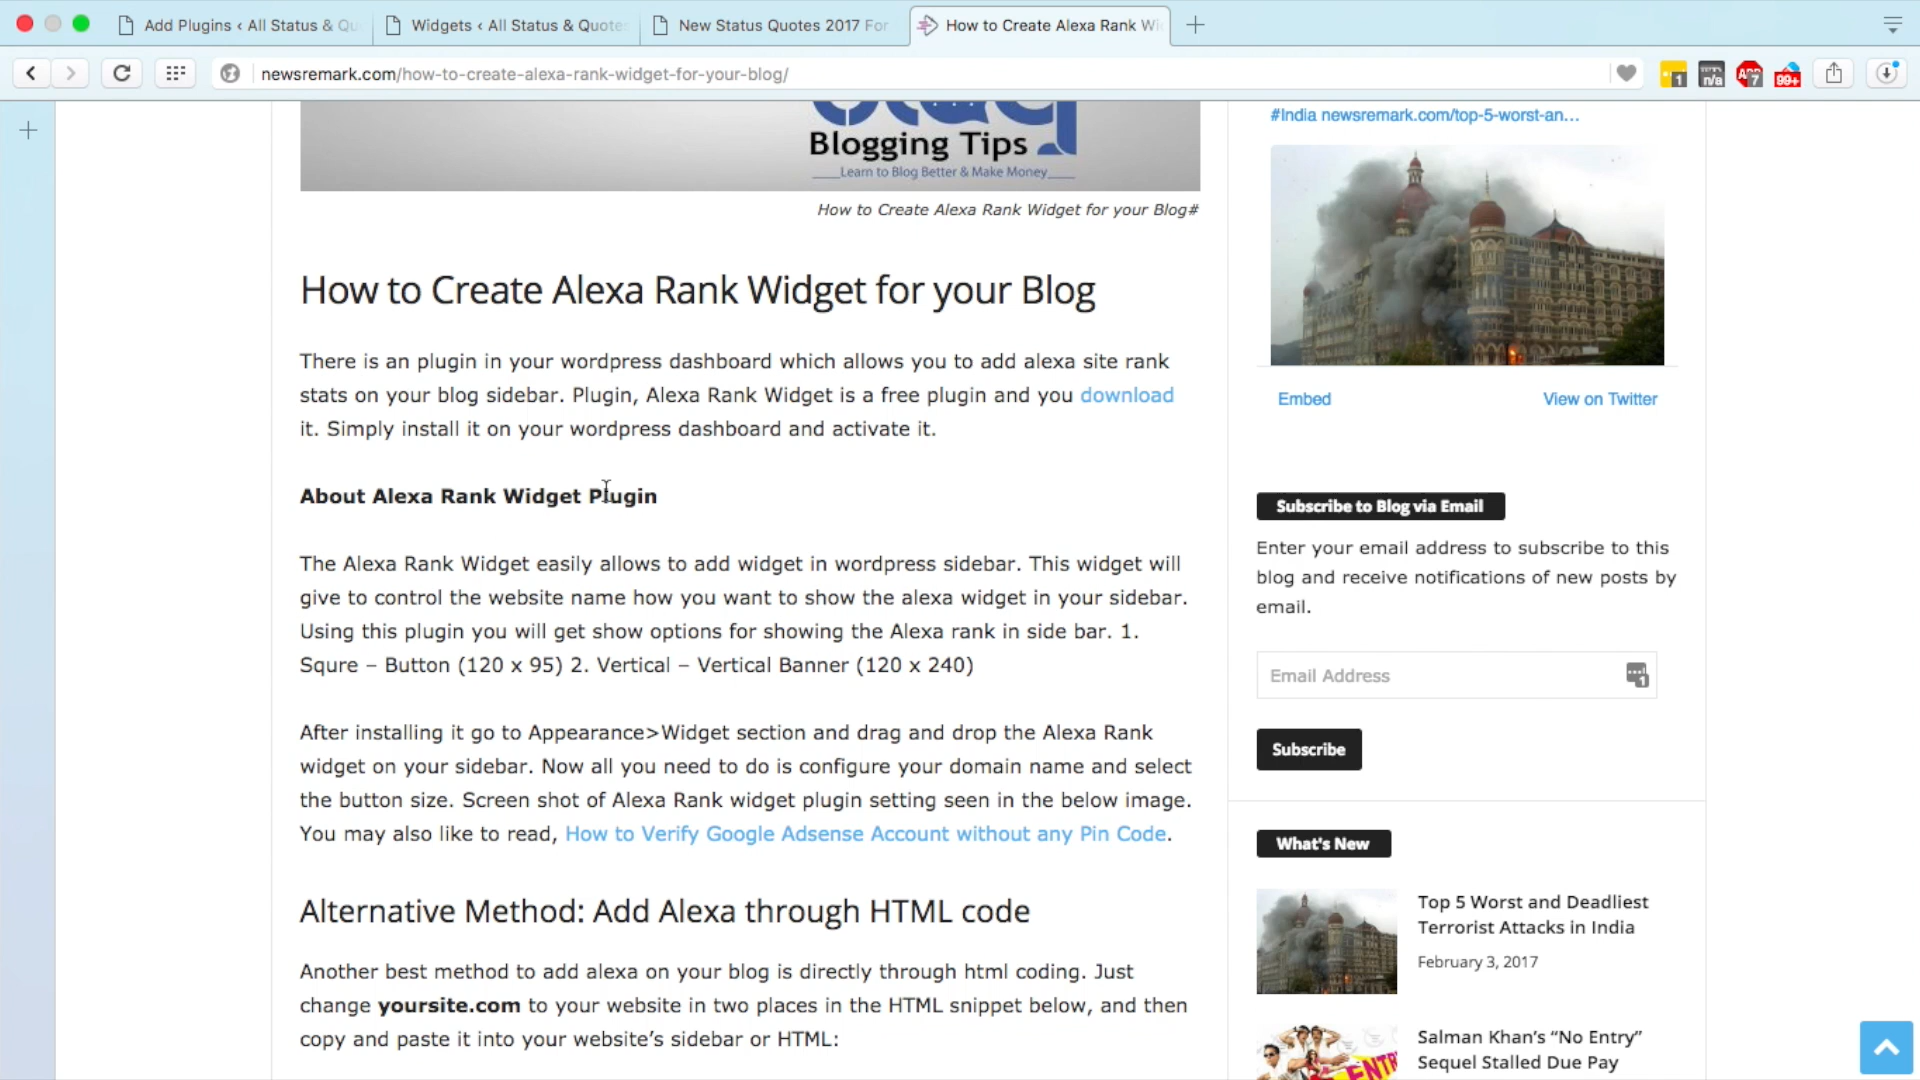 Add Plugins ‹ All Status & Qu
Widgets ‹ All Status & Quote
New Status Quotes 2017 For
How to Create Alexa Rank Wi
newsremark.com/how-to-create-alexa-rank-widget-for-your-blog/
1
n/a
ABP
7
99+
Blogging Tips
Learn to Blog Better & Make Money
How to Create Alexa Rank Widget for your Blog#
How to Create Alexa Rank Widget for your Blog
There is an plugin in your wordpress dashboard which allows you to add alexa site rank
stats on your blog sidebar. Plugin, Alexa Rank Widget is a free plugin and you download
it. Simply install it on your wordpress dashboard and activate it.
About Alexa Rank Widget Plugin
The Alexa Rank Widget easily allows to add widget in wordpress sidebar. This widget will
give to control the website name how you want to show the alexa widget in your sidebar.
Using this plugin you will get show options for showing the Alexa rank in side bar. 1.
Squre – Button (120 x 95) 2. Vertical – Vertical Banner (120 x 240)
After installing it go to Appearance>Widget section and drag and drop the Alexa Rank
widget on your sidebar. Now all you need to do is configure your domain name and select
the button size. Screen shot of Alexa Rank widget plugin setting seen in the below image.
You may also like to read, How to Verify Google Adsense Account without any Pin Code.
Alternative Method: Add Alexa through HTML code
Another best method to add alexa on your blog is directly through html coding. Just
change yoursite.com to your website in two places in the HTML snippet below, and then
copy and paste it into your website's sidebar or HTML:
#India newsremark.com/top-5-worst-an…
Embed
View on Twitter
Subscribe to Blog via Email
Enter your email address to subscribe to this
blog and receive notifications of new posts by
email.
Email Address
1
Subscribe
What's New
Top 5 Worst and Deadliest
Terrorist Attacks in India
February 3, 2017
Salman Khan's “No Entry”
Sequel Stalled Due Pay
ENTR